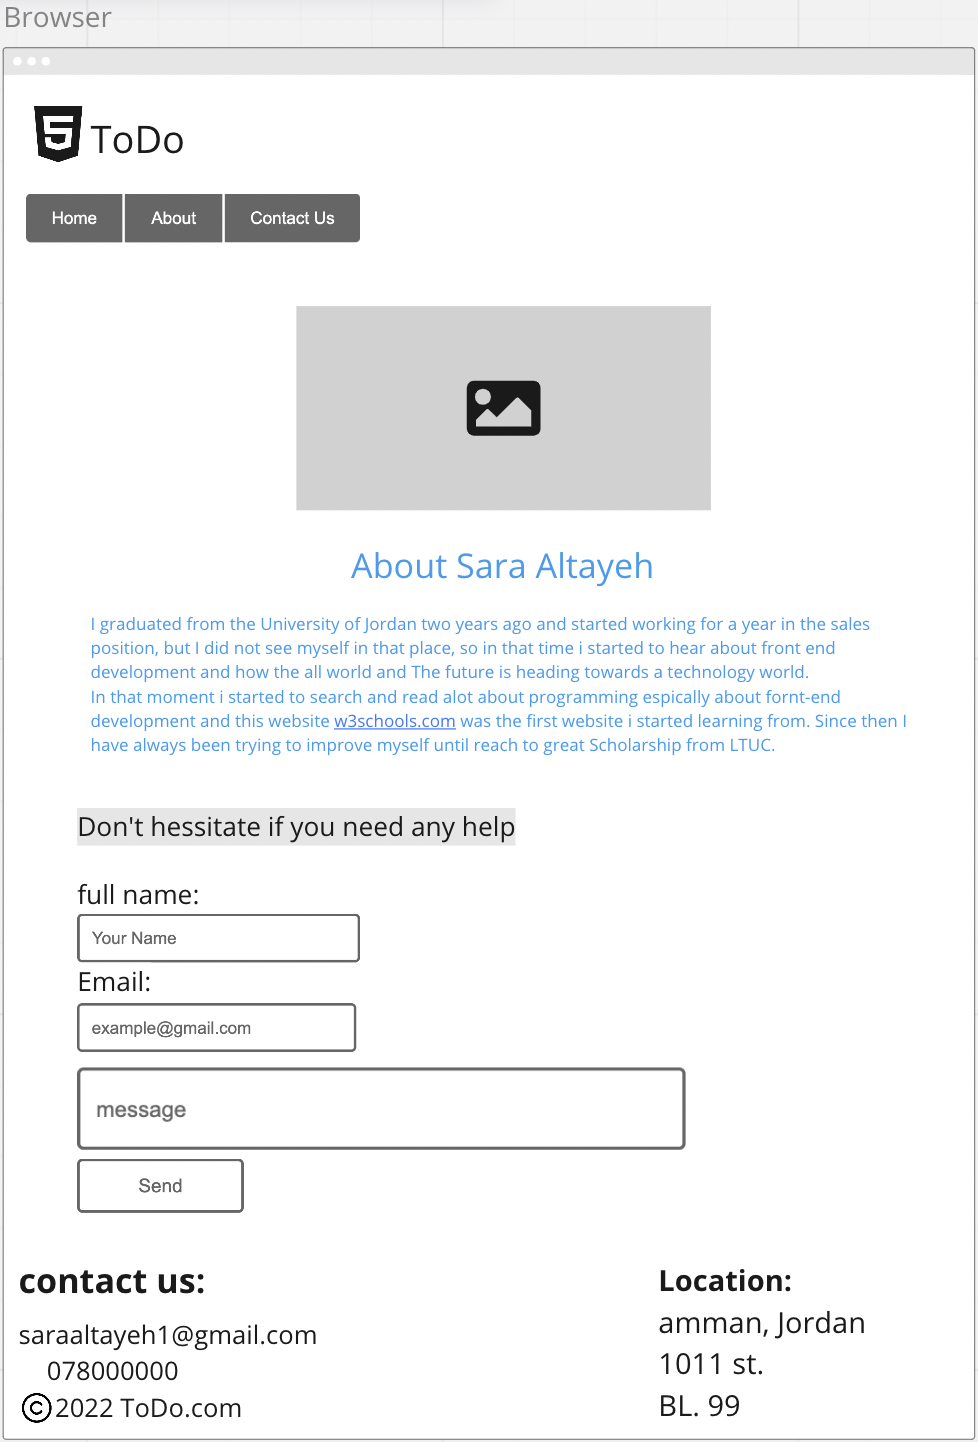 Browser
5 ToDo
Home About Contact Us
About Sara Altayeh
I graduated from the University of Jordan two years ago and started working for a year in the sales
position, but I did not see myself in that place, so in that time i started to hear about front end
development and how the all world and The future is heading towards a technology world.
In that moment i started to search and read alot about programming espically about fornt-end
development and this website w3schools.com was the first website i started learning from. Since then I
have always been trying to improve myself until reach to great Scholarship from LTUC.
Don't hessitate if you need any help
full name:
Your Name
Email:
example@gmail.com
message
Send
contact us:
saraaltayeh1@gmail.com
078000000
©2022 ToDo.com
Location:
amman, Jordan
1011 st.
BL. 99